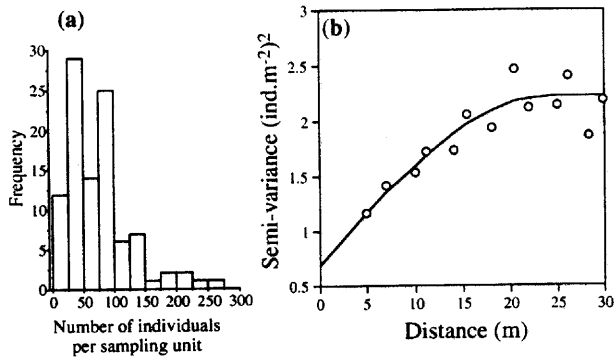 (a)
30
25
20
15
10
5
0
Frequency
0 50 100 150 200 250 300
Number of individuals
per sampling unit
(b)
3
2.5
2
1.5
1
0.5
Semi-variance (ind.m-2)2
0 5 10 15 20 25 30
Distance (m)